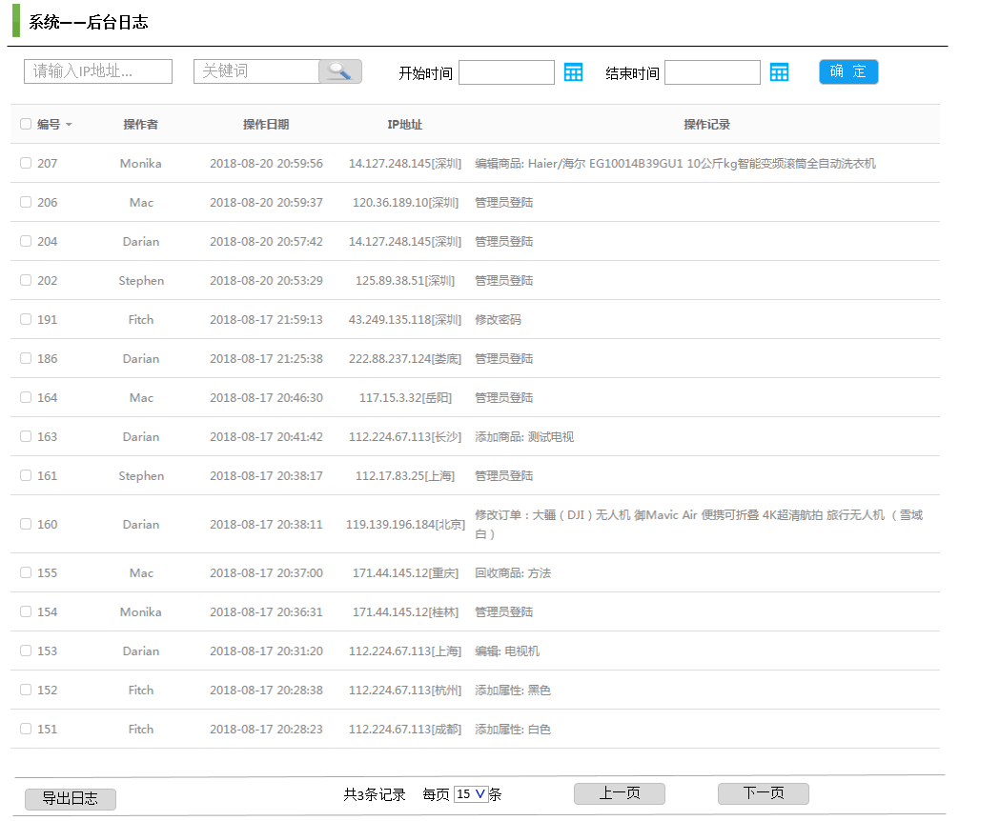 系统——后台日志
请输入IP地址... 关键词 开始时间 结束时间 确 定
编号 操作者 操作日期 IP地址 操作记录
207 Monika 2018-08-20 20:59:56 14.127.248.145[深圳] 编辑商品: Haier/海尔 EG10014B39GU1 10公斤kg智能变频滚筒全自动洗衣机
206 Mac 2018-08-20 20:59:37 120.36.189.10[深圳] 管理员登陆
204 Darian 2018-08-20 20:57:42 14.127.248.145[深圳] 管理员登陆
202 Stephen 2018-08-20 20:53:29 125.89.38.51[深圳] 管理员登陆
191 Fitch 2018-08-17 21:59:13 43.249.135.118[深圳] 修改密码
186 Darian 2018-08-17 21:25:38 222.88.237.124[娄底] 管理员登陆
164 Mac 2018-08-17 20:46:30 117.15.3.32[岳阳] 管理员登陆
163 Darian 2018-08-17 20:41:42 112.224.67.113[长沙] 添加商品: 测试电视
161 Stephen 2018-08-17 20:38:17 112.17.83.25[上海] 管理员登陆
160 Darian 2018-08-17 20:38:11 119.139.196.184[北京] 修改订单：大疆（DJI）无人机 御Mavic Air 便携可折叠 4K超清航拍 旅行无人机 （雪域
白）
155 Mac 2018-08-17 20:37:00 171.44.145.12[重庆] 回收商品: 方法
154 Monika 2018-08-17 20:36:31 171.44.145.12[桂林] 管理员登陆
153 Darian 2018-08-17 20:31:20 112.224.67.113[上海] 编辑: 电视机
152 Fitch 2018-08-17 20:28:38 112.224.67.113[杭州] 添加属性: 黑色
151 Fitch 2018-08-17 20:28:23 112.224.67.113[成都] 添加属性: 白色
导出日志 共3条记录 每页 15 条 上一页 下一页